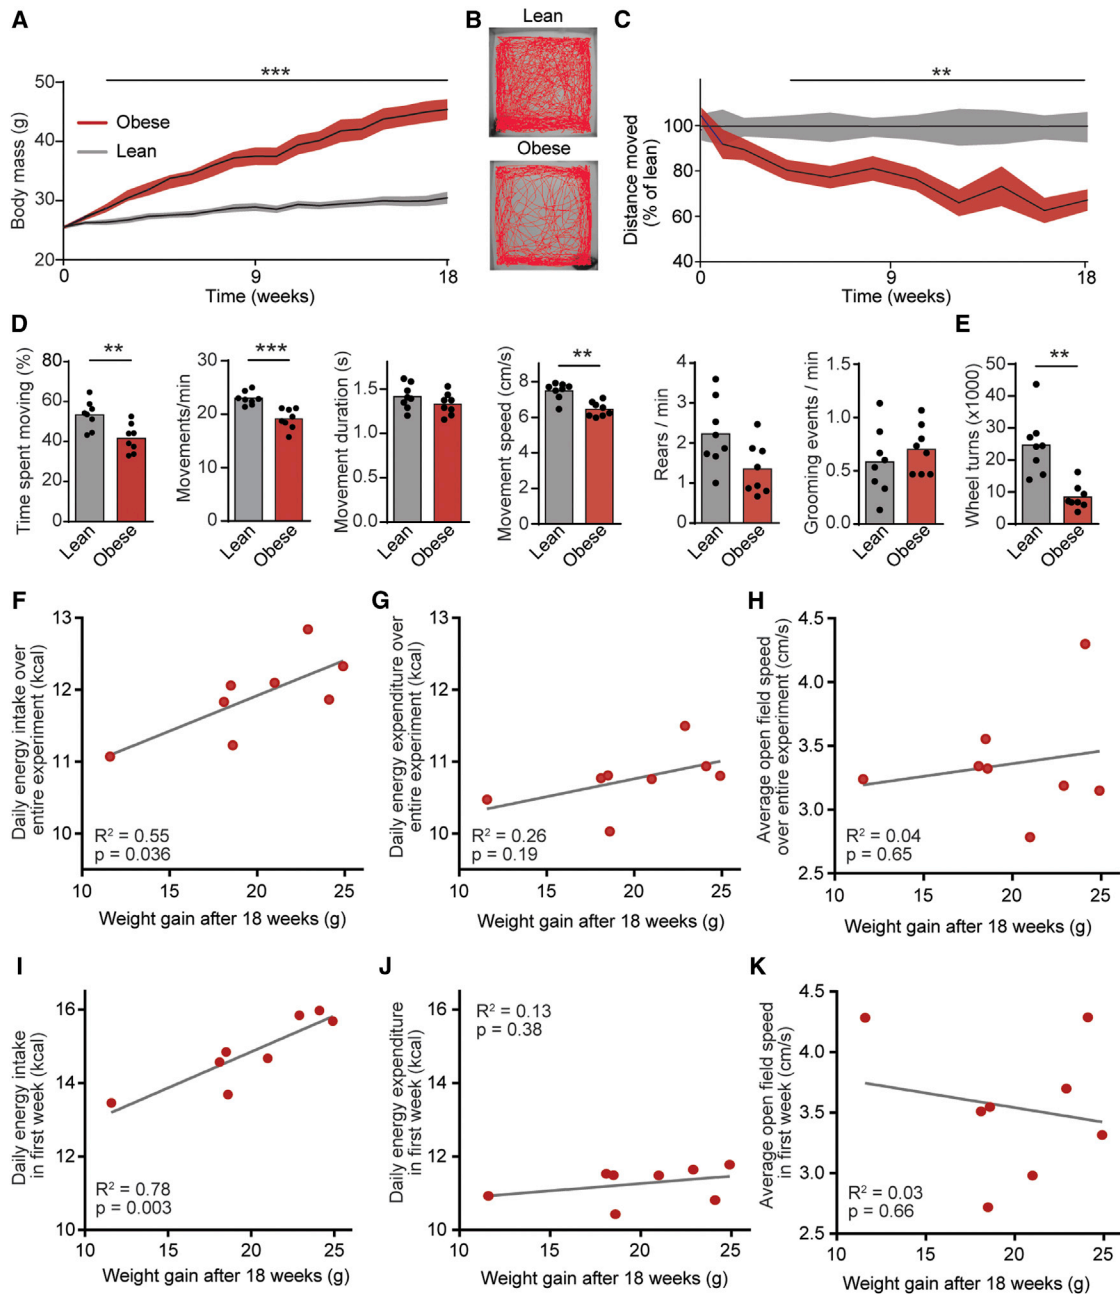 A
B
Lean
C
***
**
50
Body mass (g)
40
30
20
Obese
Lean
0
9
18
Time (weeks)
Obese
Distance moved
(% of lean)
100
80
60
40
0
9
18
Time (weeks)
D
E
Time spent moving (%)
80
60
40
20
0
**
Lean
Obese
Movements/min
30
20
10
0
***
Lean
Obese
Movement duration (s)
1.5
1.0
0.5
0.0
Lean
Obese
Movement speed (cm/s)
8
6
4
2
0
**
Lean
Obese
Rears / min
4
3
2
1
0
Lean
Obese
Grooming events / min
1.5
1.0
0.5
0.0
Lean
Obese
Wheel turns (x1000)
50
40
30
20
10
0
**
Lean
Obese
F
Daily energy intake over
entire experiment (kcal)
13
12
11
10
R² = 0.55
p = 0.036
10
15
20
25
Weight gain after 18 weeks (g)
G
Daily energy expenditure over
entire experiment (kcal)
13
12
11
10
R² = 0.26
p = 0.19
10
15
20
25
Weight gain after 18 weeks (g)
H
Average open field speed
over entire experiment (cm/s)
4.5
4.0
3.5
3.0
2.5
R² = 0.04
p = 0.65
10
15
20
25
Weight gain after 18 weeks (g)
I
Daily energy intake
in first week (kcal)
16
14
12
10
R² = 0.78
p = 0.003
10
15
20
25
Weight gain after 18 weeks (g)
J
Daily energy expenditure
in first week (kcal)
16
14
12
10
R² = 0.13
p = 0.38
10
15
20
25
Weight gain after 18 weeks (g)
K
Average open field speed
in first week (cm/s)
4.5
4.0
3.5
3.0
2.5
R² = 0.03
p = 0.66
10
15
20
25
Weight gain after 18 weeks (g)